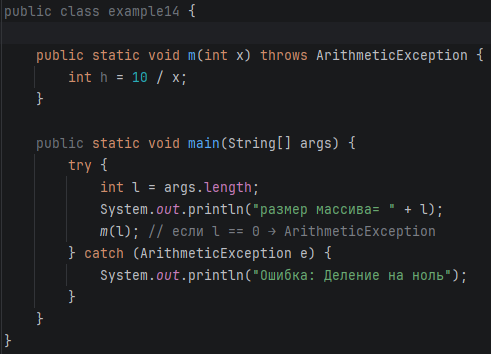 public class example14 {
    public static void m(int x) throws ArithmeticException {
        int h = 10 / x;
    }
    public static void main(String[] args) {
        try {
            int l = args.length;
            System.out.println("размер массива= " + l);
            m(l); // если l == 0 → ArithmeticException
        } catch (ArithmeticException e) {
            System.out.println("Ошибка: Деление на ноль");
        }
    }
}